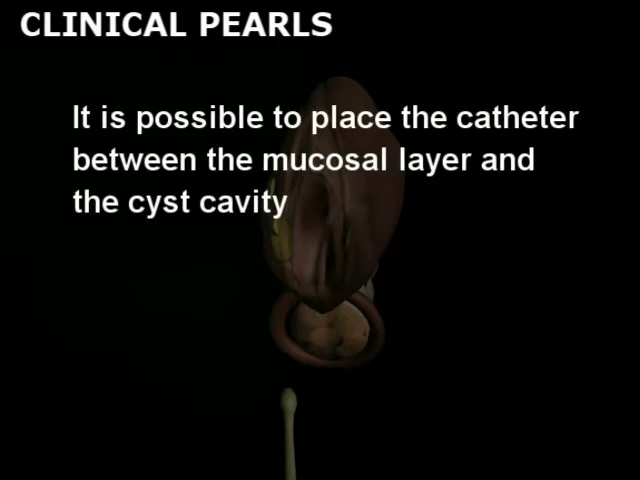 CLINICAL PEARLS
It is possible to place the catheter
between the mucosal layer and
the cyst cavity